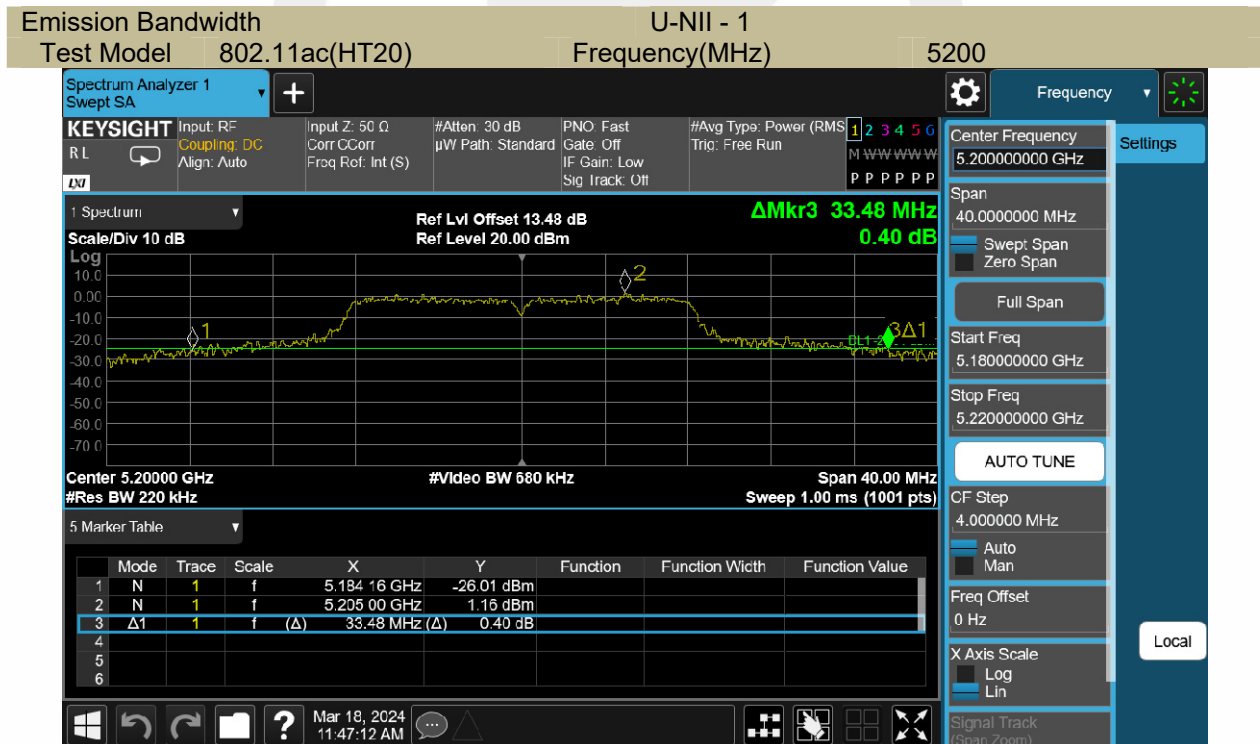 Emission Bandwidth U-NII - 1
Test Model 802.11ac(HT20) Frequency(MHz) 5200
Spectrum Analyzer 1
Swept SA
+
Frequency
KEYSIGHT Input: RF Input Z: 50 Ω #Atten: 30 dB PNO: Fast #Avg Type: Power (RMS 1 2 3 4 5 6
RL Coupling: DC Corr CCorr µW Path: Standard Gate: Off Trig: Free Run
Align: Auto Freq Ref: Int (S) IF Gain: Low M W W W W W
LXI Sig Track: Off P P P P P P
1 Spectrum
Scale/Div 10 dB
Ref Lvl Offset 13.48 dB
Ref Level 20.00 dBm
ΔMkr3 33.48 MHz
0.40 dB
Log
10.0
0.00
-10.0
-20.0
-30.0
-40.0
-50.0
-60.0
-70.0
1
2
3Δ1
Center 5.20000 GHz #Video BW 680 kHz Span 40.00 MHz
#Res BW 220 kHz Sweep 1.00 ms (1001 pts)
5 Marker Table
Mode Trace Scale X Y Function Function Width Function Value
1 N 1 f 5.184 16 GHz -26.01 dBm
2 N 1 f 5.205 00 GHz 1.16 dBm
3 Δ1 1 f (Δ) 33.48 MHz (Δ) 0.40 dB
4
5
6
Mar 18, 2024
11:47:12 AM
?
Center Frequency
5.200000000 GHz
Settings
Span
40.0000000 MHz
Swept Span
Zero Span
Full Span
Start Freq
5.180000000 GHz
Stop Freq
5.220000000 GHz
AUTO TUNE
CF Step
4.000000 MHz
Auto
Man
Freq Offset
0 Hz
X Axis Scale
Log
Lin
Local
Signal Track
(Span Zoom)